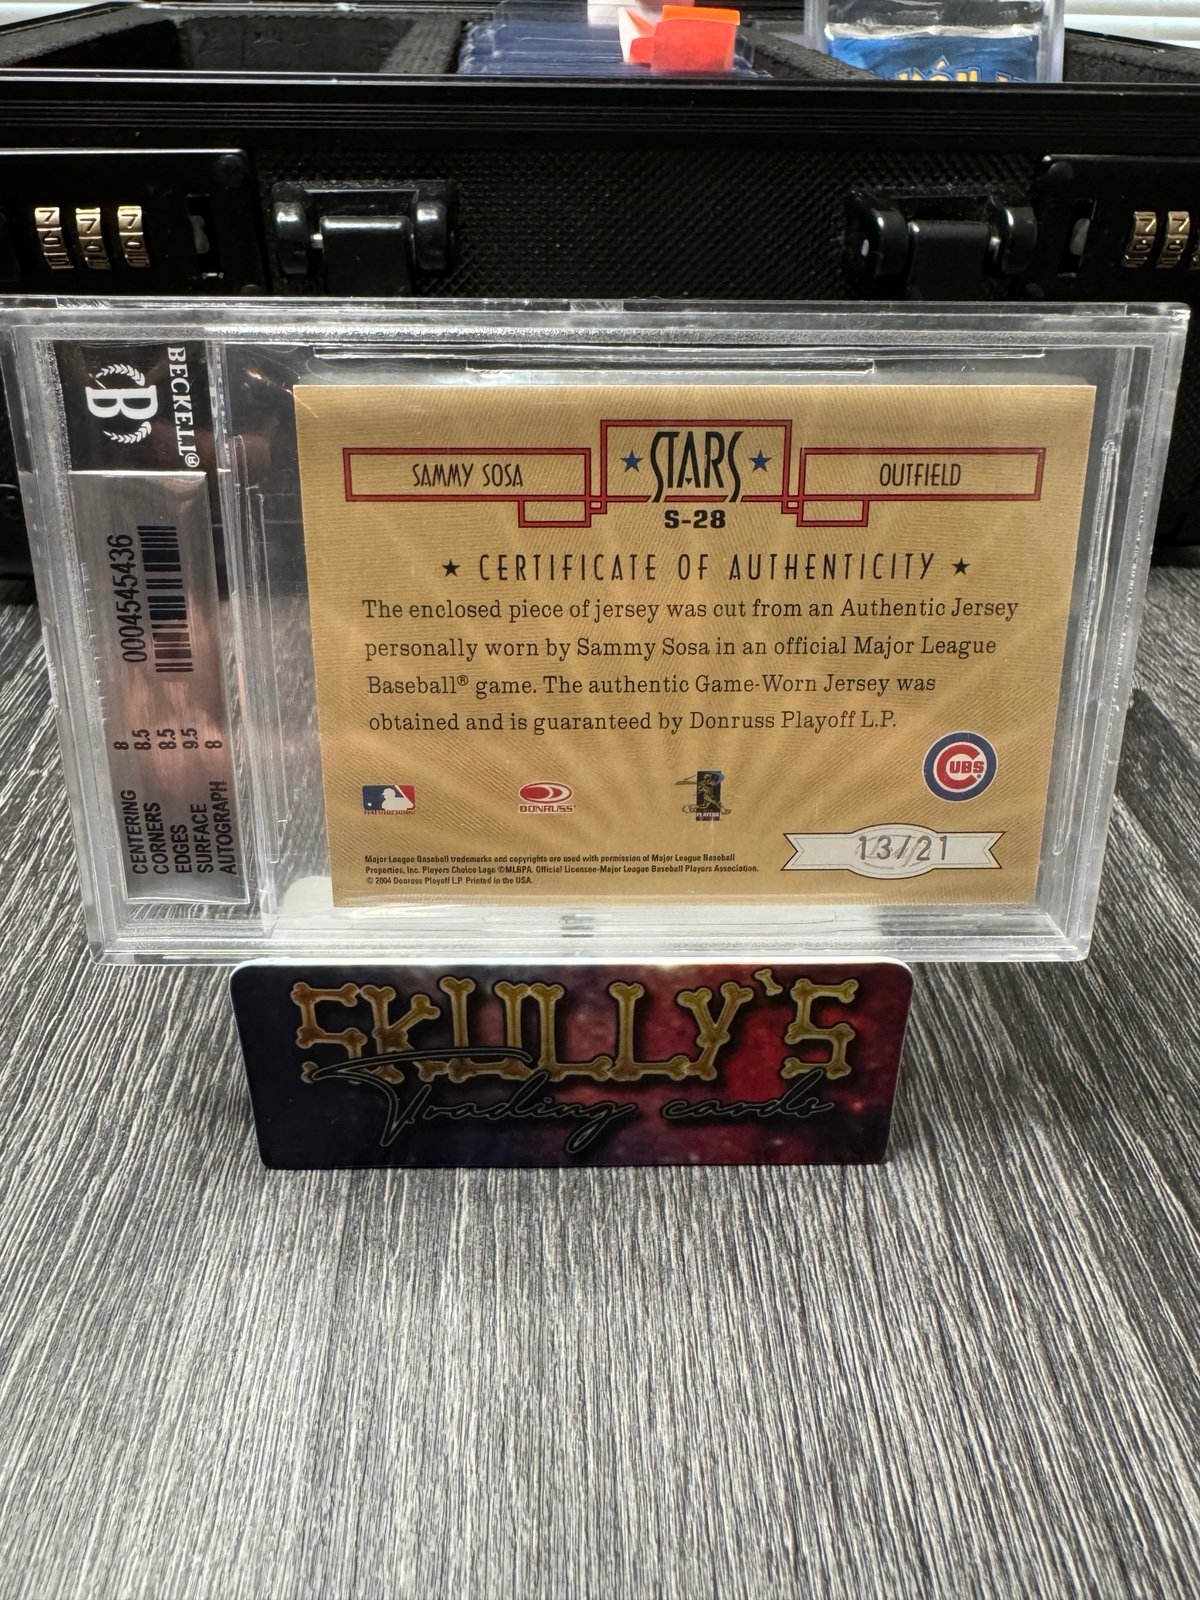 BECKELL®
B
0004545436
CENTERING 8
CORNERS 8.5
EDGES 8.5
SURFACE 9.5
AUTOGRAPH 8
SAMMY SOSA
STARS
OUTFIELD
S-28
★ CERTIFICATE OF AUTHENTICITY ★
The enclosed piece of jersey was cut from an Authentic Jersey
personally worn by Sammy Sosa in an official Major League
Baseball® game. The authentic Game-Worn Jersey was
obtained and is guaranteed by Donruss Playoff L.P.
CUBS
DONRUSS
13/21
Major League Baseball trademarks and copyrights are used with permission of Major League Baseball
Properties, Inc. Players Choice Logo ©MLBPA. Official Licensee-Major League Baseball Players Association.
© 2004 Donruss Playoff L.P. Printed in the USA.
SKULLY'S
Trading cards